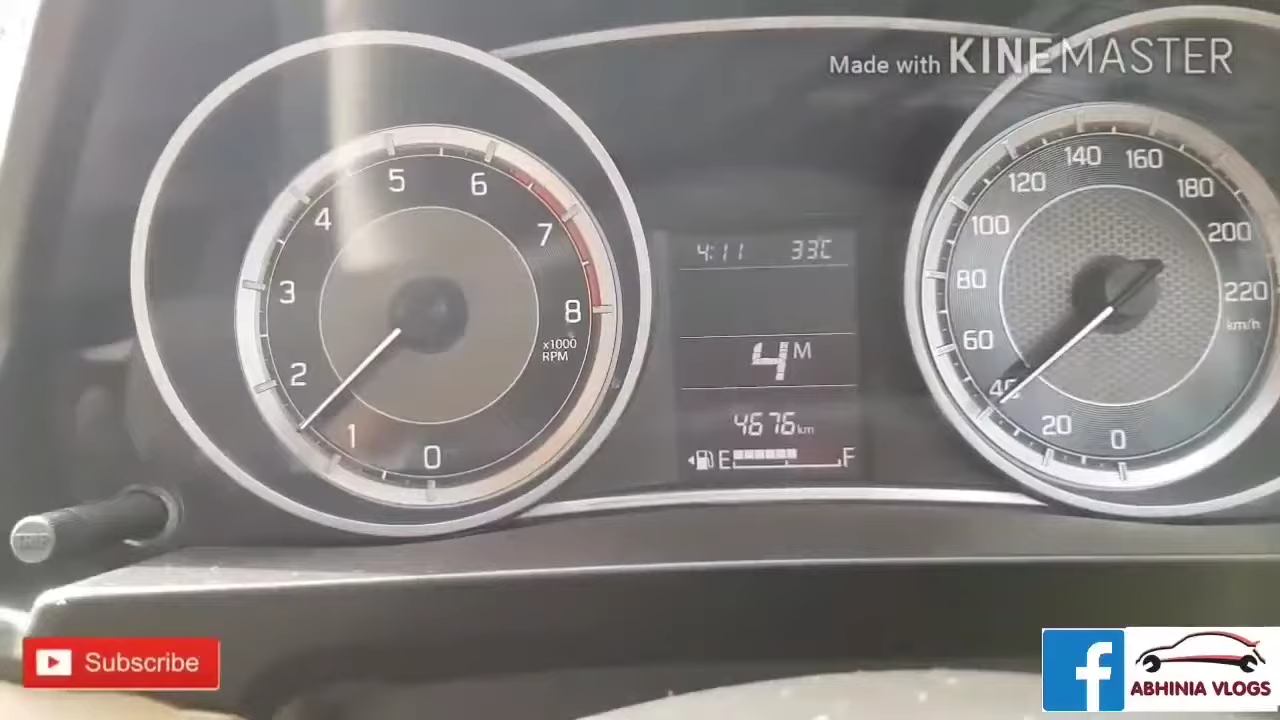 Made with KINEMASTER
5
6
4
7
3
8
x1000
RPM
2
1
0
4:11 33C
4 M
4676 km
E F
140
160
120
180
100
200
80
220
km/h
60
40
20
0
TRIP
Subscribe
f
ABHINIA VLOGS